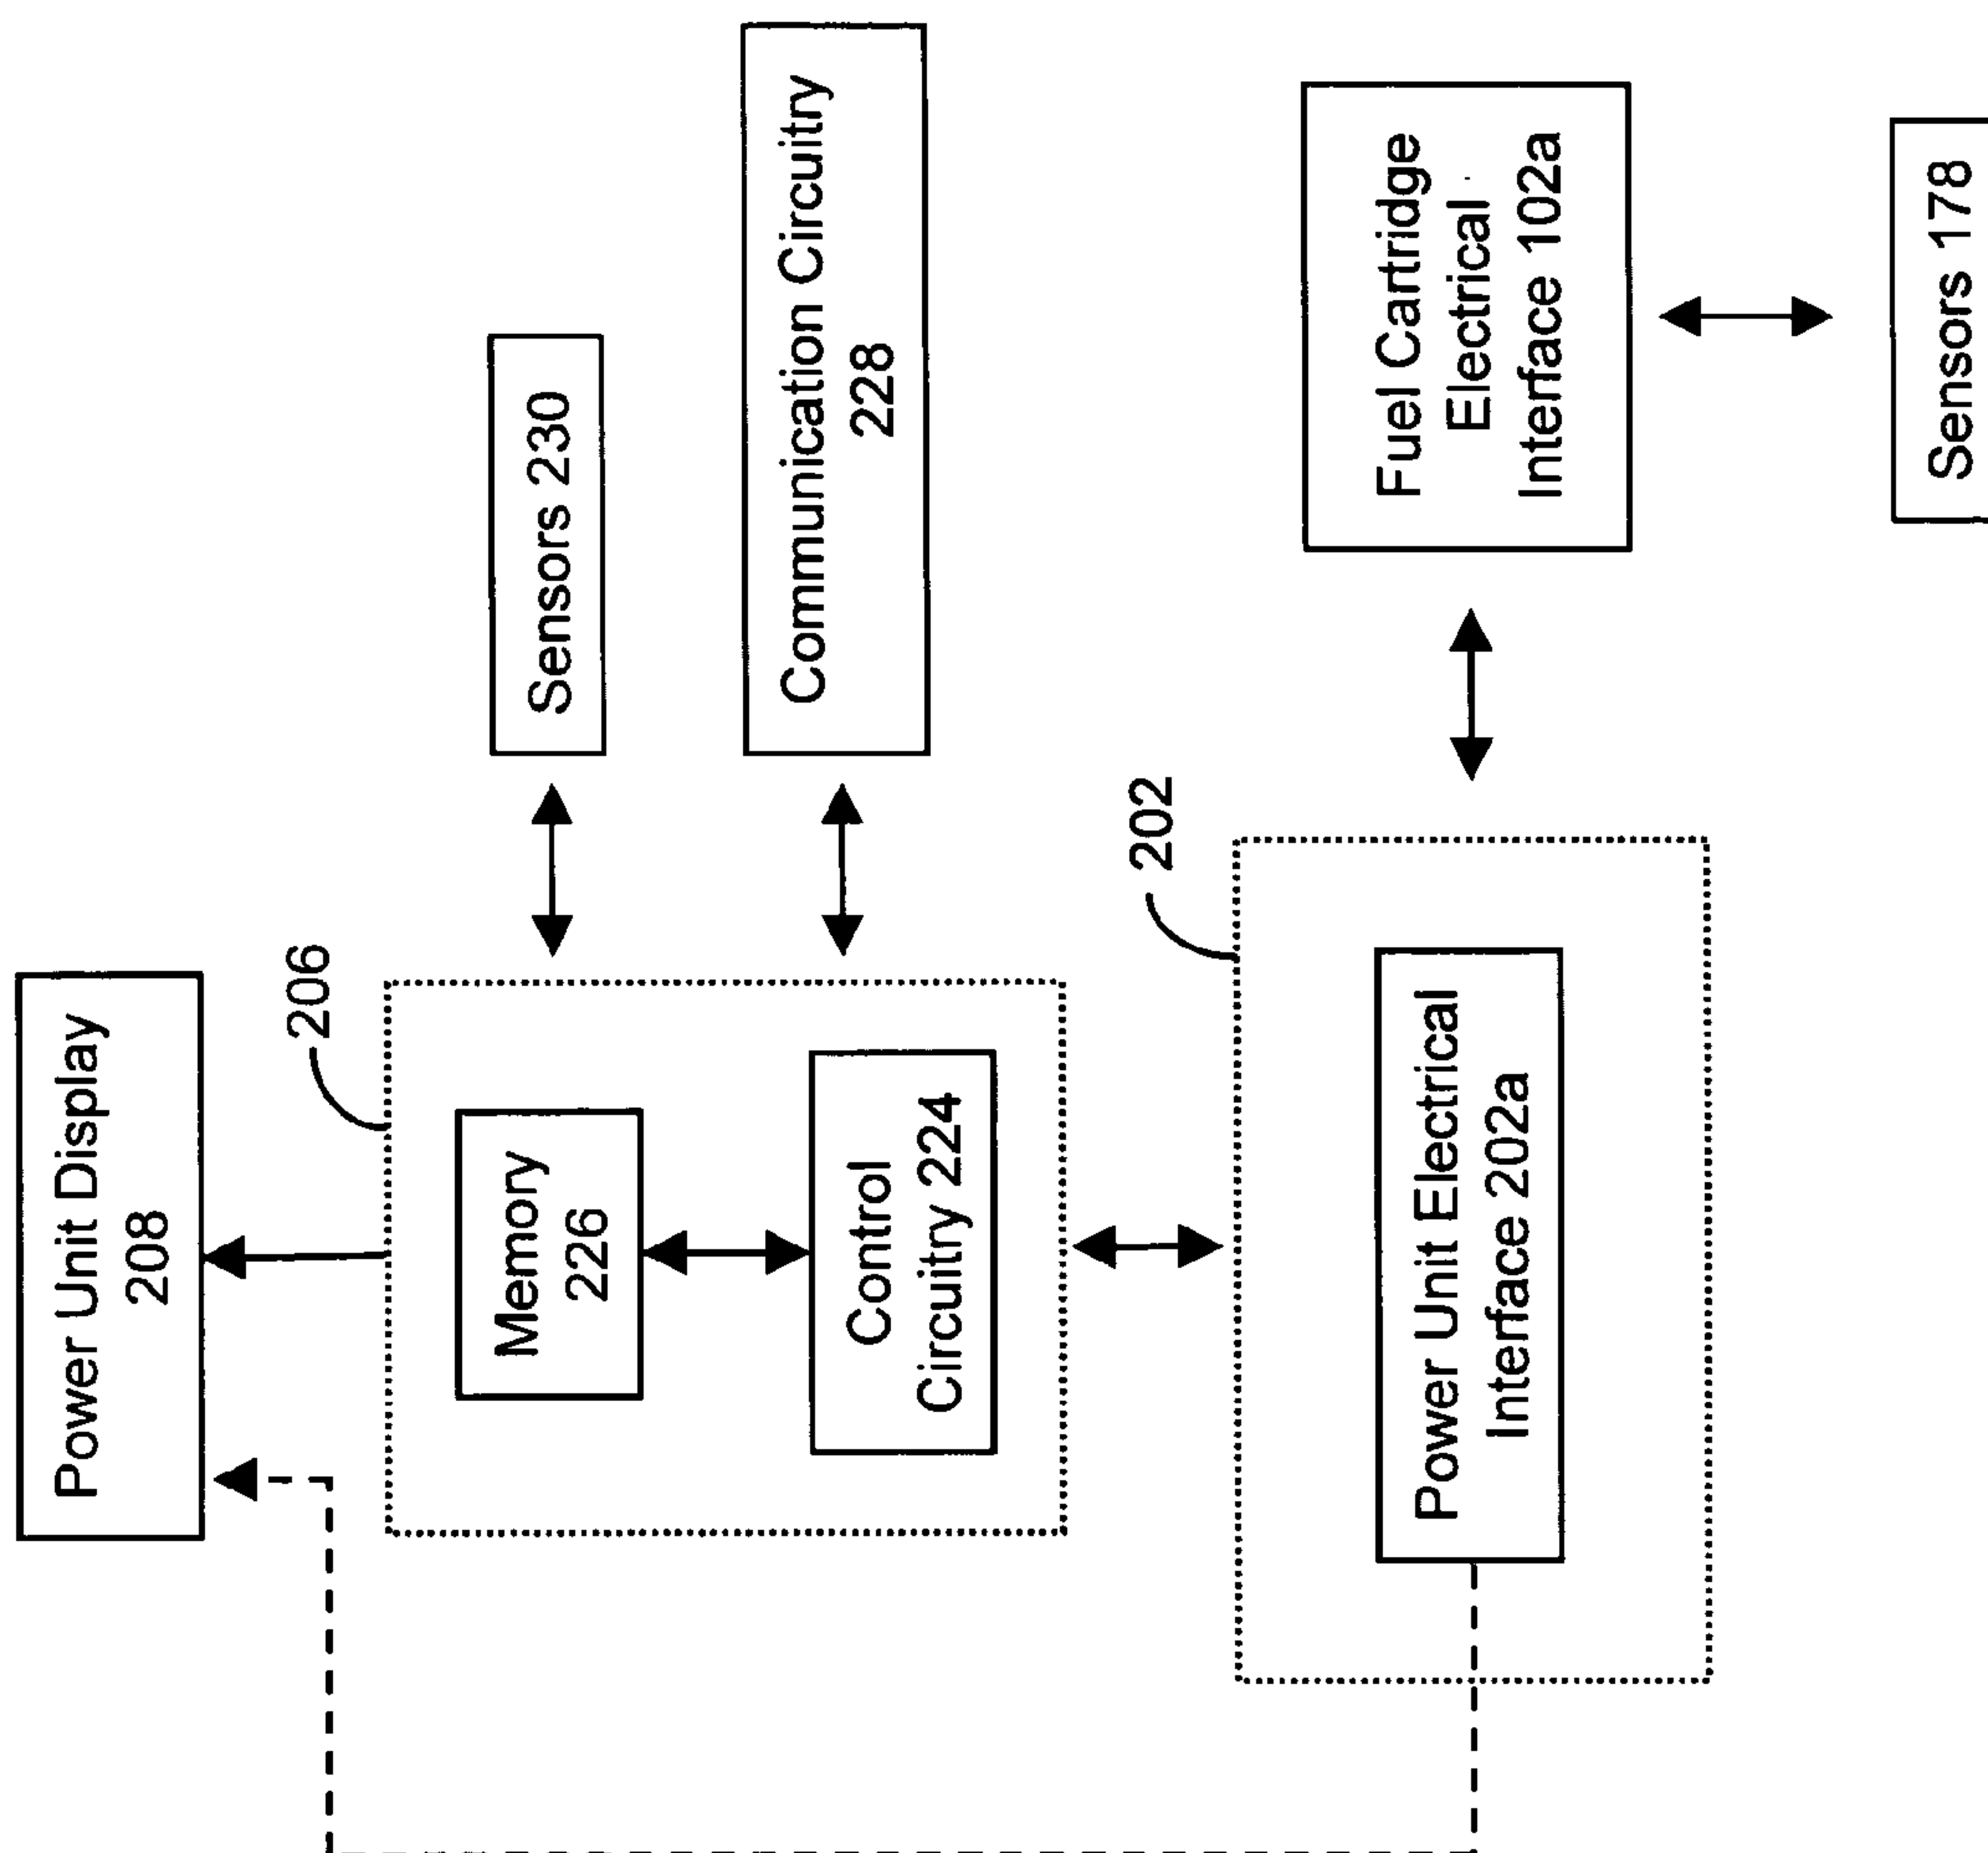 Power Unit Display
208
206
Memory
226
Control
Circuitry 224
Sensors 230
Communication Circuitry
228
202
Power Unit Electrical
Interface 202a
Fuel Cartridge
Electrical
Interface 102a
Sensors 178